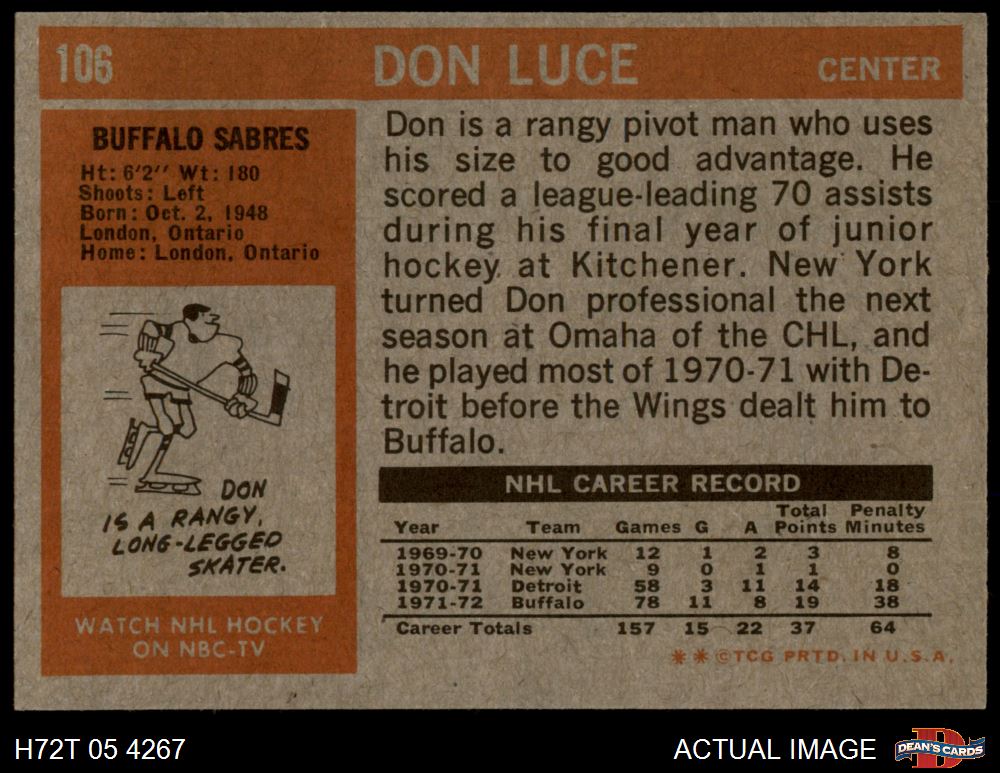 106 DON LUCE CENTER
BUFFALO SABRES
Ht: 6'2'' Wt: 180
Shoots: Left
Born: Oct. 2, 1948
London, Ontario
Home: London, Ontario
DON
IS A RANGY,
LONG-LEGGED
SKATER.
WATCH NHL HOCKEY
ON NBC-TV
Don is a rangy pivot man who uses
his size to good advantage. He
scored a league-leading 70 assists
during his final year of junior
hockey at Kitchener. New York
turned Don professional the next
season at Omaha of the CHL, and
he played most of 1970-71 with De-
troit before the Wings dealt him to
Buffalo.
NHL CAREER RECORD
Total Penalty
Year Team Games G A Points Minutes
1969-70 New York 12 1 2 3 8
1970-71 New York 9 0 1 1 0
1970-71 Detroit 58 3 11 14 18
1971-72 Buffalo 78 11 8 19 38
Career Totals 157 15 22 37 64
* * ©TCG PRTD. IN U.S.A.
H72T 05 4267 ACTUAL IMAGE DEAN'S CARDS